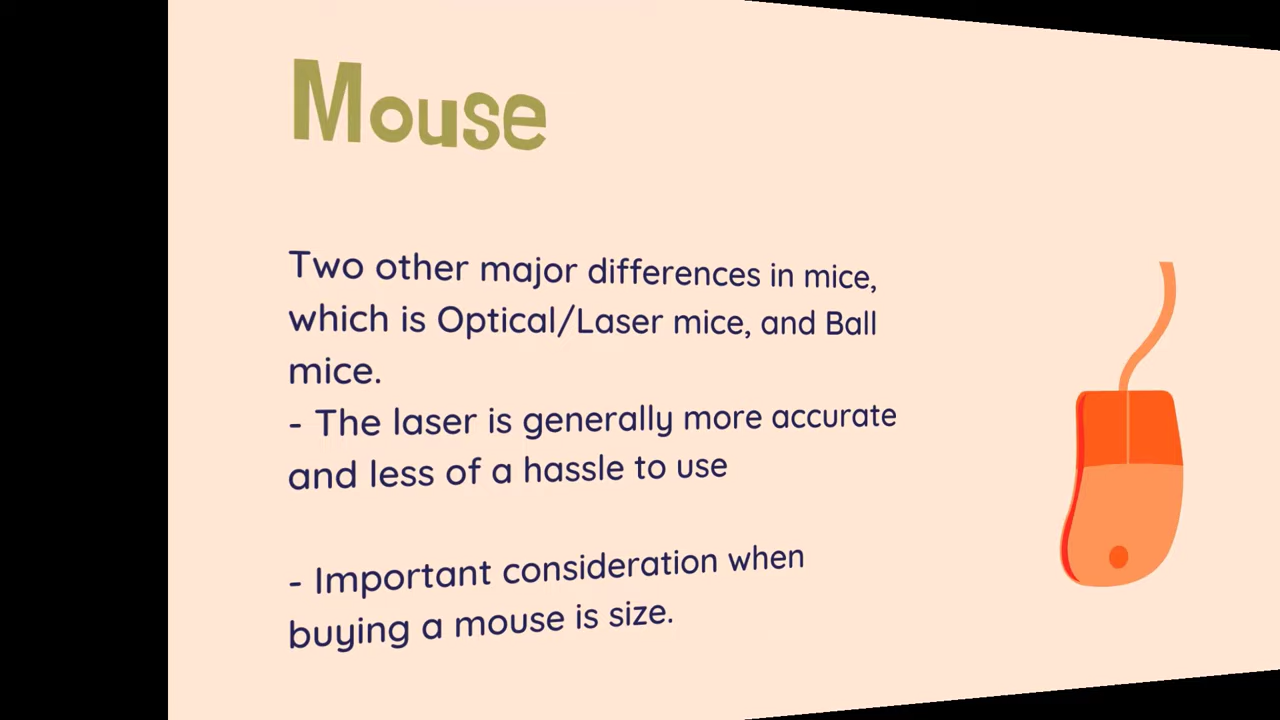 Mouse
Two other major differences in mice,
which is Optical/Laser mice, and Ball
mice.
- The laser is generally more accurate
and less of a hassle to use
- Important consideration when
buying a mouse is size.